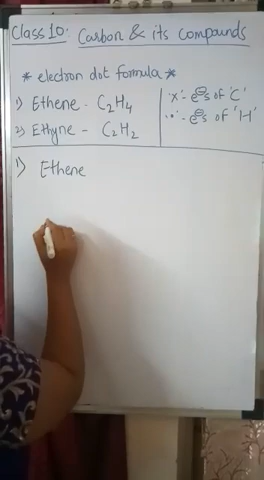 Class 10: Carbon & its compounds
* electron dot formula *
1) Ethene - C₂H₄
2) Ethyne - C₂H₂
'x' - e⊖s of 'C'
'•' - e⊖s of 'H'
1) Ethene